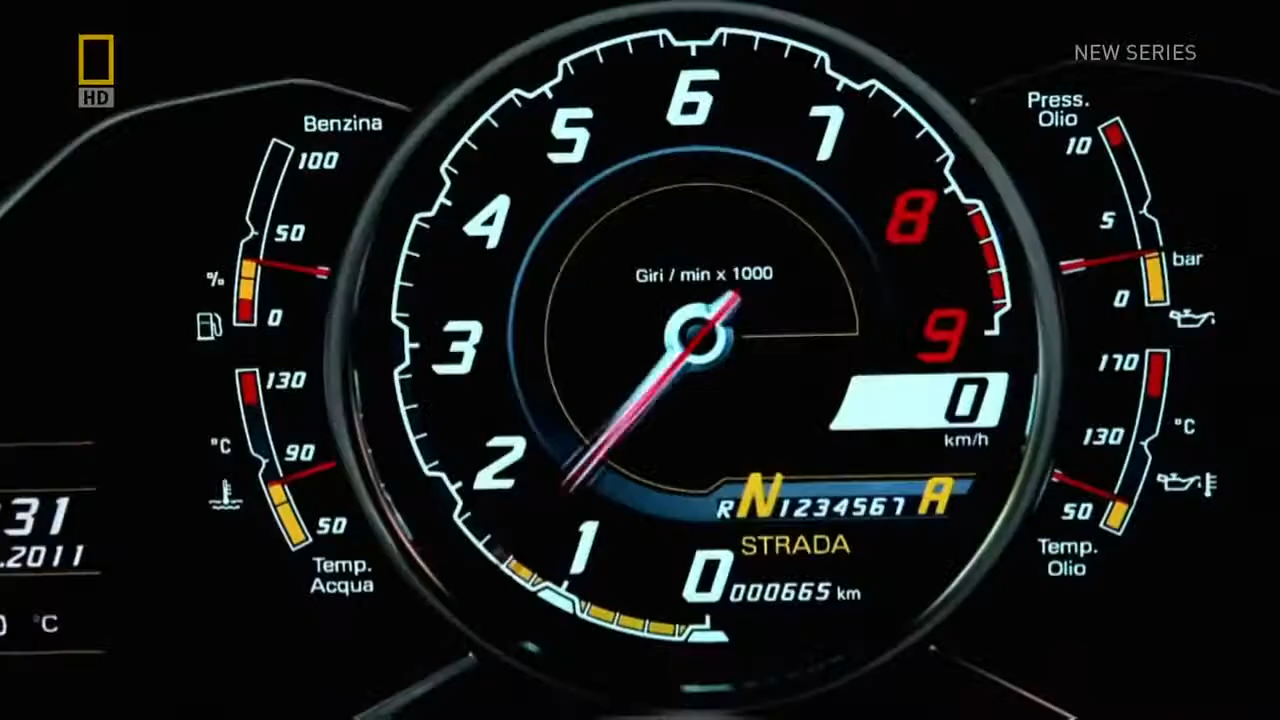 HD
NEW SERIES
Benzina
100
50
%
0
130
°C
90
50
Temp.
Acqua
31
.2011
0 °C
6
5
7
4
8
3
9
2
1
0
Giri / min x 1000
0
km/h
R N 1234567 A
STRADA
000665 km
Press.
Olio
10
5
bar
0
170
°C
130
50
Temp.
Olio